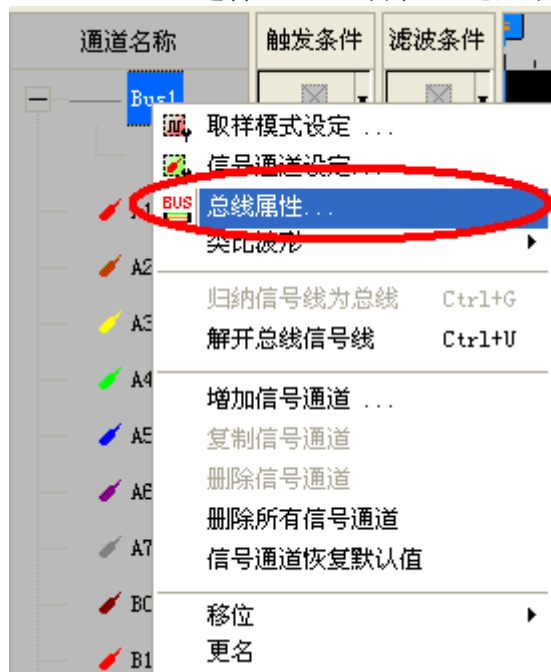 通道名称 触发条件 滤波条件
Bus1
取样模式设定 ...
信号通道设定...
BUS 总线属性...
A1
类比波形
A2
归纳信号线为总线 Ctrl+G
A3
解开总线信号线 Ctrl+U
A4
增加信号通道 ...
A5 复制信号通道
A6 删除信号通道
删除所有信号通道
A7 信号通道恢复默认值
B0
移位
B1 更名